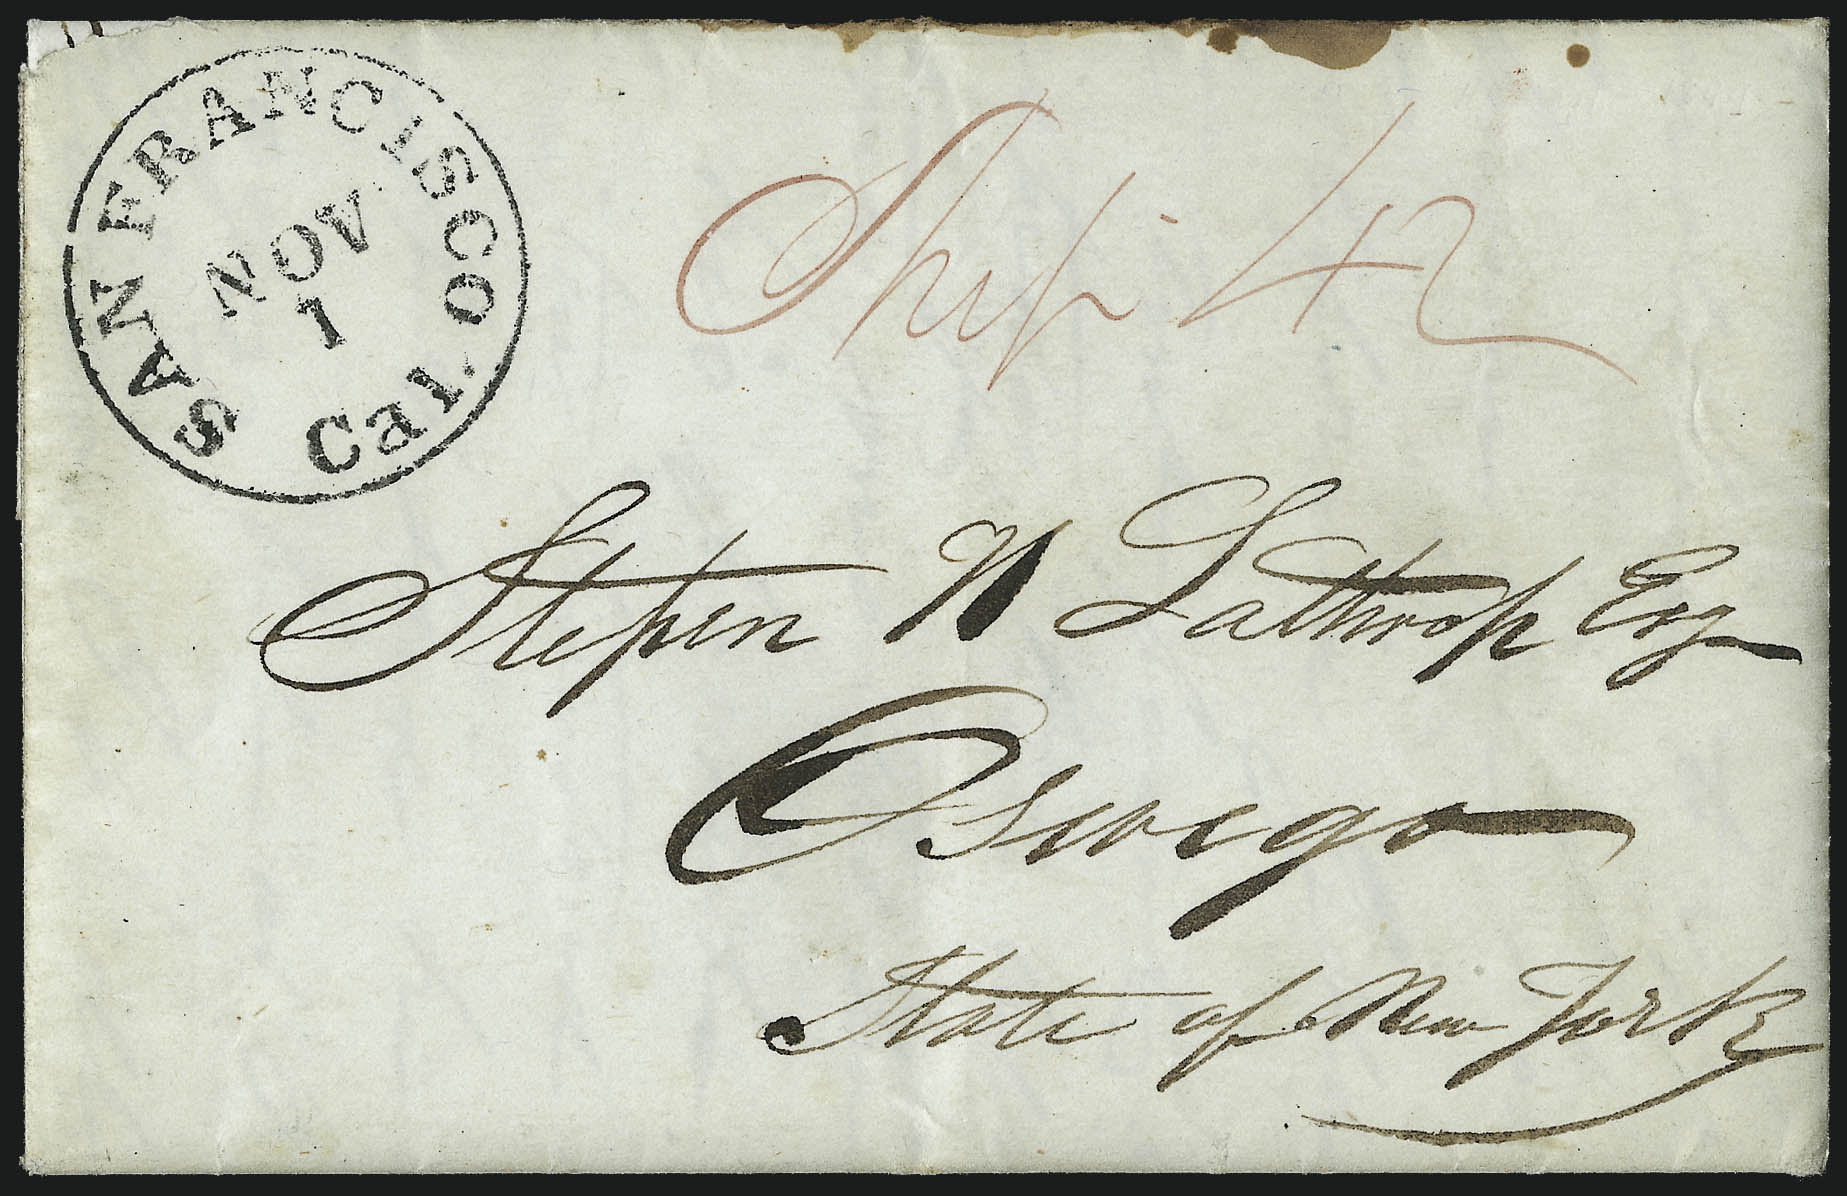 SAN FRANCISCO
Cal.
NOV
1
Ship 42
Stephen H Lathrop Esq
Oswego
State of New York